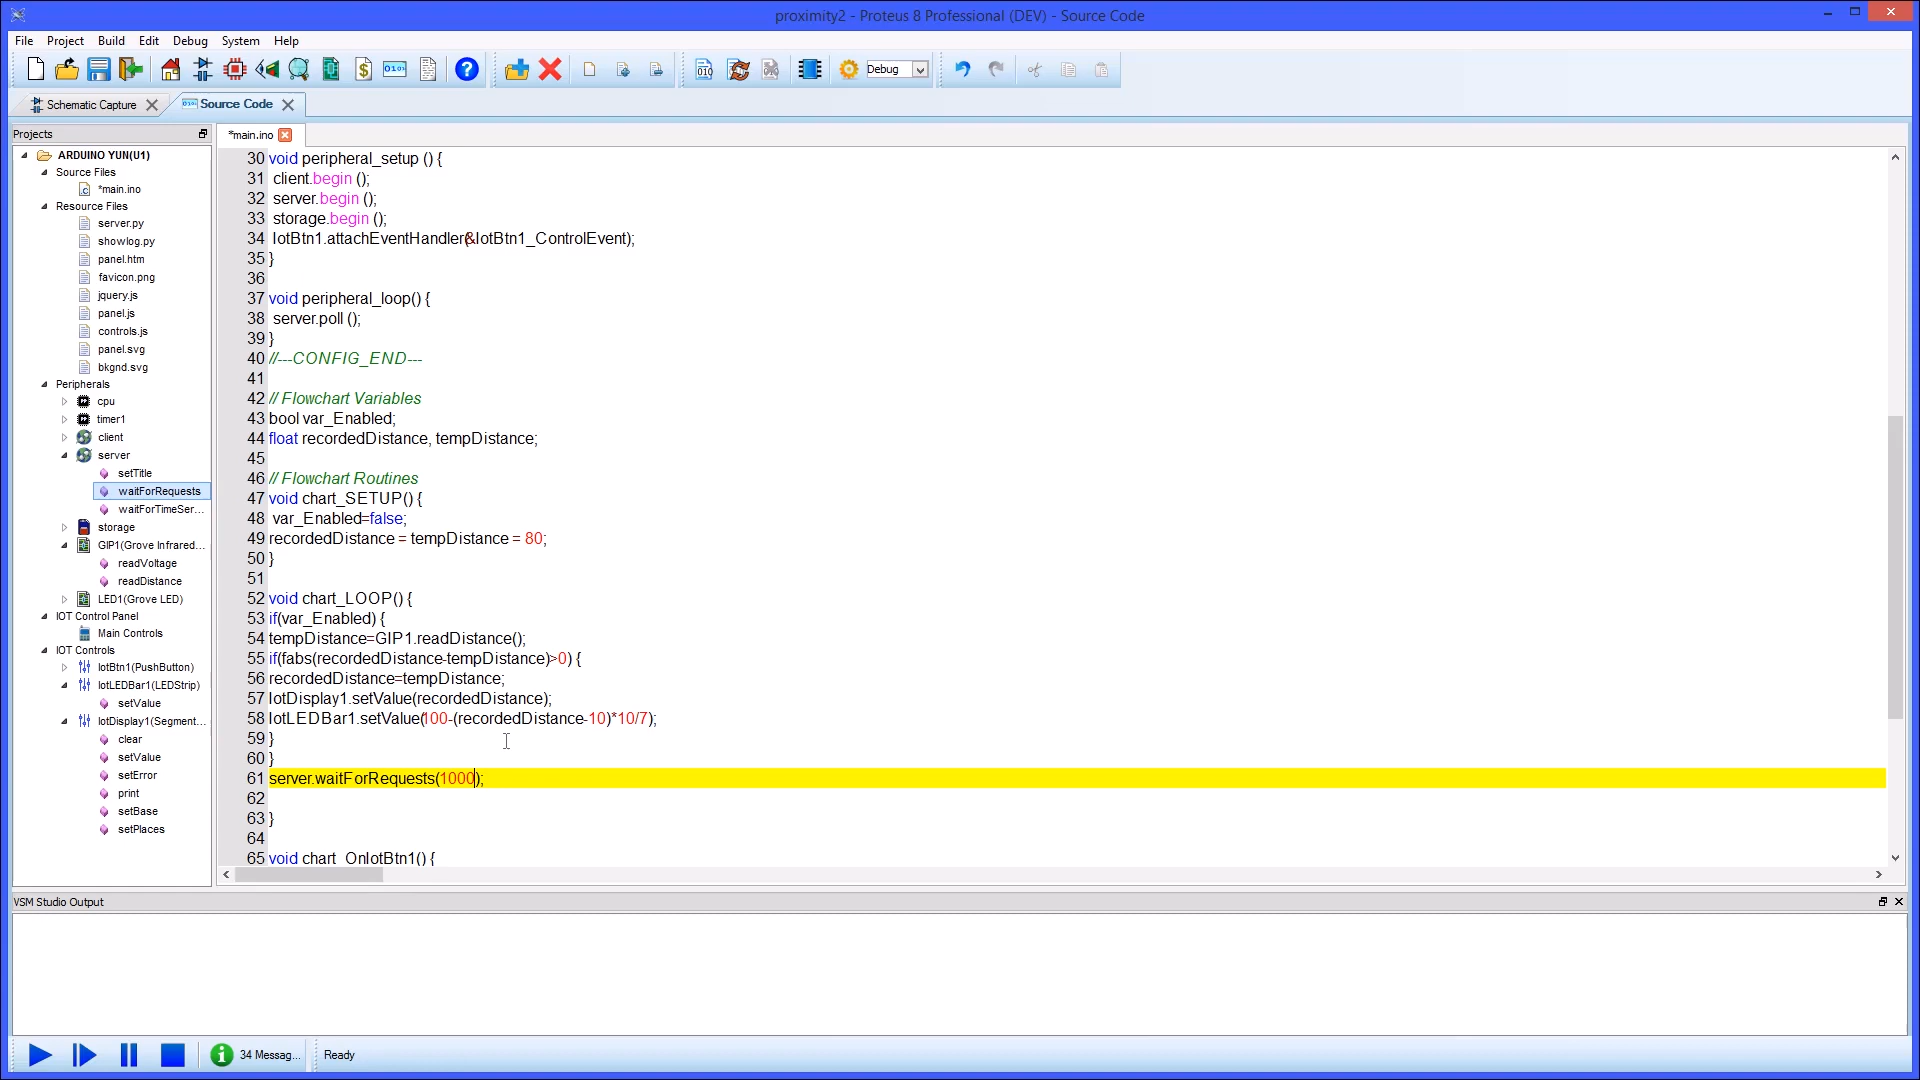 proximity2 - Proteus 8 Professional (DEV) - Source Code
File Project Build Edit Debug System Help
Debug
Schematic Capture
Source Code
Projects
*main.ino
ARDUINO YUN(U1)
Source Files
*main.ino
Resource Files
server.py
showlog.py
panel.htm
favicon.png
jquery.js
panel.js
controls.js
panel.svg
bkgnd.svg
Peripherals
cpu
timer1
client
server
setTitle
waitForRequests
waitForTimeSer...
storage
GIP1(Grove Infrared...
readVoltage
readDistance
LED1(Grove LED)
IOT Control Panel
Main Controls
IOT Controls
IotBtn1(PushButton)
IotLEDBar1(LEDStrip)
setValue
IotDisplay1(Segment...
clear
setValue
setError
print
setBase
setPlaces
30 void peripheral_setup () {
31 client.begin ();
32 server.begin ();
33 storage.begin ();
34 IotBtn1.attachEventHandler(&IotBtn1_ControlEvent);
35 }
36
37 void peripheral_loop() {
38 server.poll ();
39 }
40 //---CONFIG_END---
41
42 // Flowchart Variables
43 bool var_Enabled;
44 float recordedDistance, tempDistance;
45
46 // Flowchart Routines
47 void chart_SETUP() {
48 var_Enabled=false;
49 recordedDistance = tempDistance = 80;
50 }
51
52 void chart_LOOP() {
53 if(var_Enabled) {
54 tempDistance=GIP1.readDistance();
55 if(fabs(recordedDistance-tempDistance)>0) {
56 recordedDistance=tempDistance;
57 IotDisplay1.setValue(recordedDistance);
58 IotLEDBar1.setValue(100-(recordedDistance-10)*10/7);
59 }
60 }
61 server.waitForRequests(1000);
62
63 }
64
65 void chart_OnIotBtn1() {
VSM Studio Output
34 Messag...
Ready